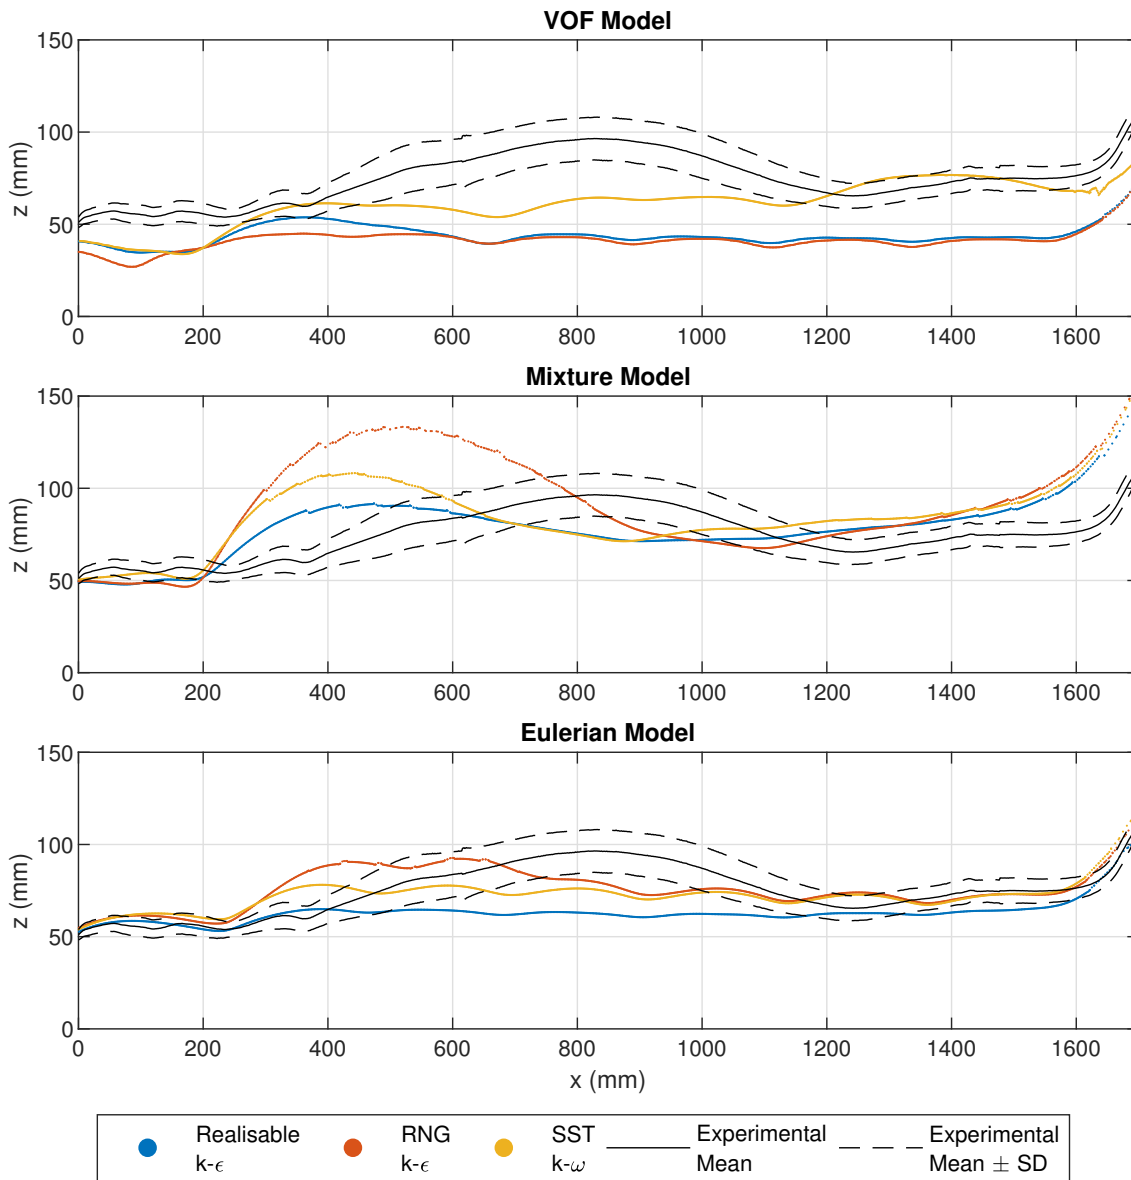 VOF Model
150
100
50
0
z (mm)
0 200 400 600 800 1000 1200 1400 1600
Mixture Model
150
100
50
0
z (mm)
0 200 400 600 800 1000 1200 1400 1600
Eulerian Model
150
100
50
0
z (mm)
0 200 400 600 800 1000 1200 1400 1600
x (mm)
Realisable RNG SST Experimental Experimental
k-ϵ k-ϵ k-ω Mean Mean ± SD